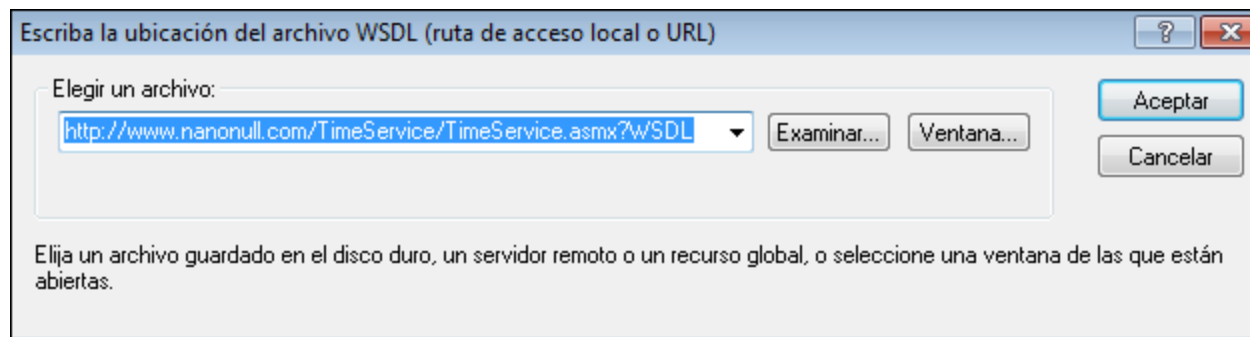 Escriba la ubicación del archivo WSDL (ruta de acceso local o URL)
Elegir un archivo:
http://www.nanonull.com/TimeService/TimeService.asmx?WSDL
Examinar...
Ventana...
Aceptar
Cancelar
Elija un archivo guardado en el disco duro, un servidor remoto o un recurso global, o seleccione una ventana de las que están
abiertas.